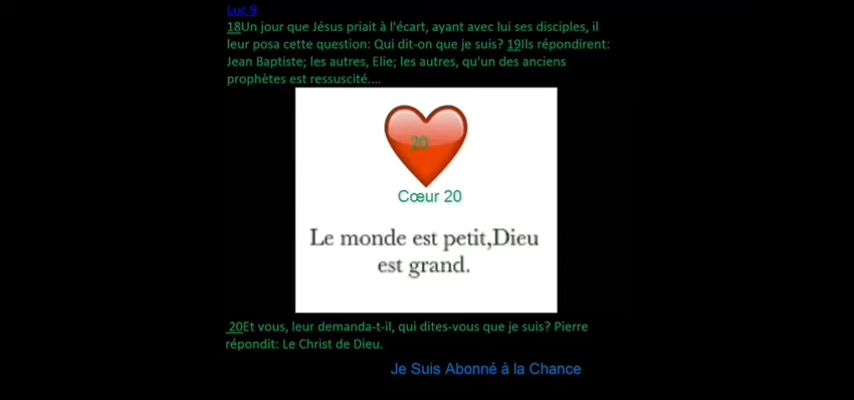 Luc 9
18Un jour que Jésus priait à l'écart, ayant avec lui ses disciples, il
leur posa cette question: Qui dit-on que je suis? 19Ils répondirent:
Jean Baptiste; les autres, Elie; les autres, qu'un des anciens
prophètes est ressuscité....
20
Cœur 20
Le monde est petit,Dieu
est grand.
20Et vous, leur demanda-t-il, qui dites-vous que je suis? Pierre
répondit: Le Christ de Dieu.
Je Suis Abonné à la Chance